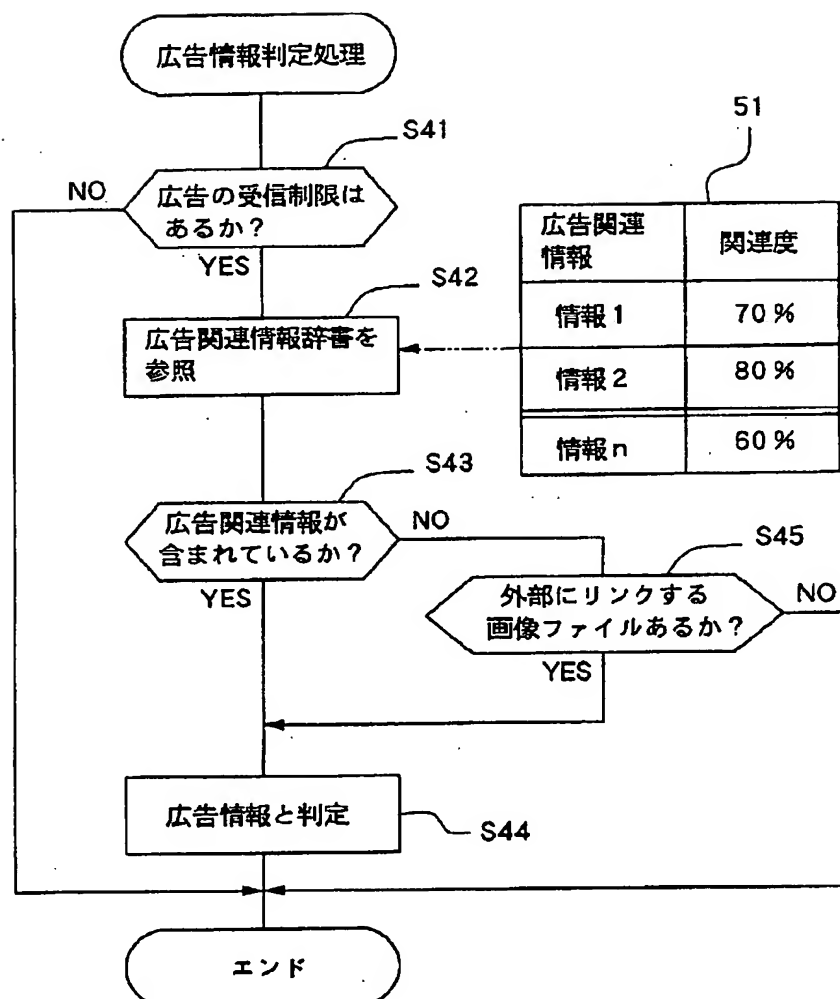 広告情報判定処理
S41
広告の受信制限は
あるか？
NO
YES
S42
広告関連情報辞書を
参照
51
広告関連
情報
関連度
情報1
70%
情報2
80%
情報n
60%
S43
広告関連情報が
含まれているか？
NO
YES
S45
外部にリンクする
画像ファイルあるか？
NO
YES
広告情報と判定
S44
エンド